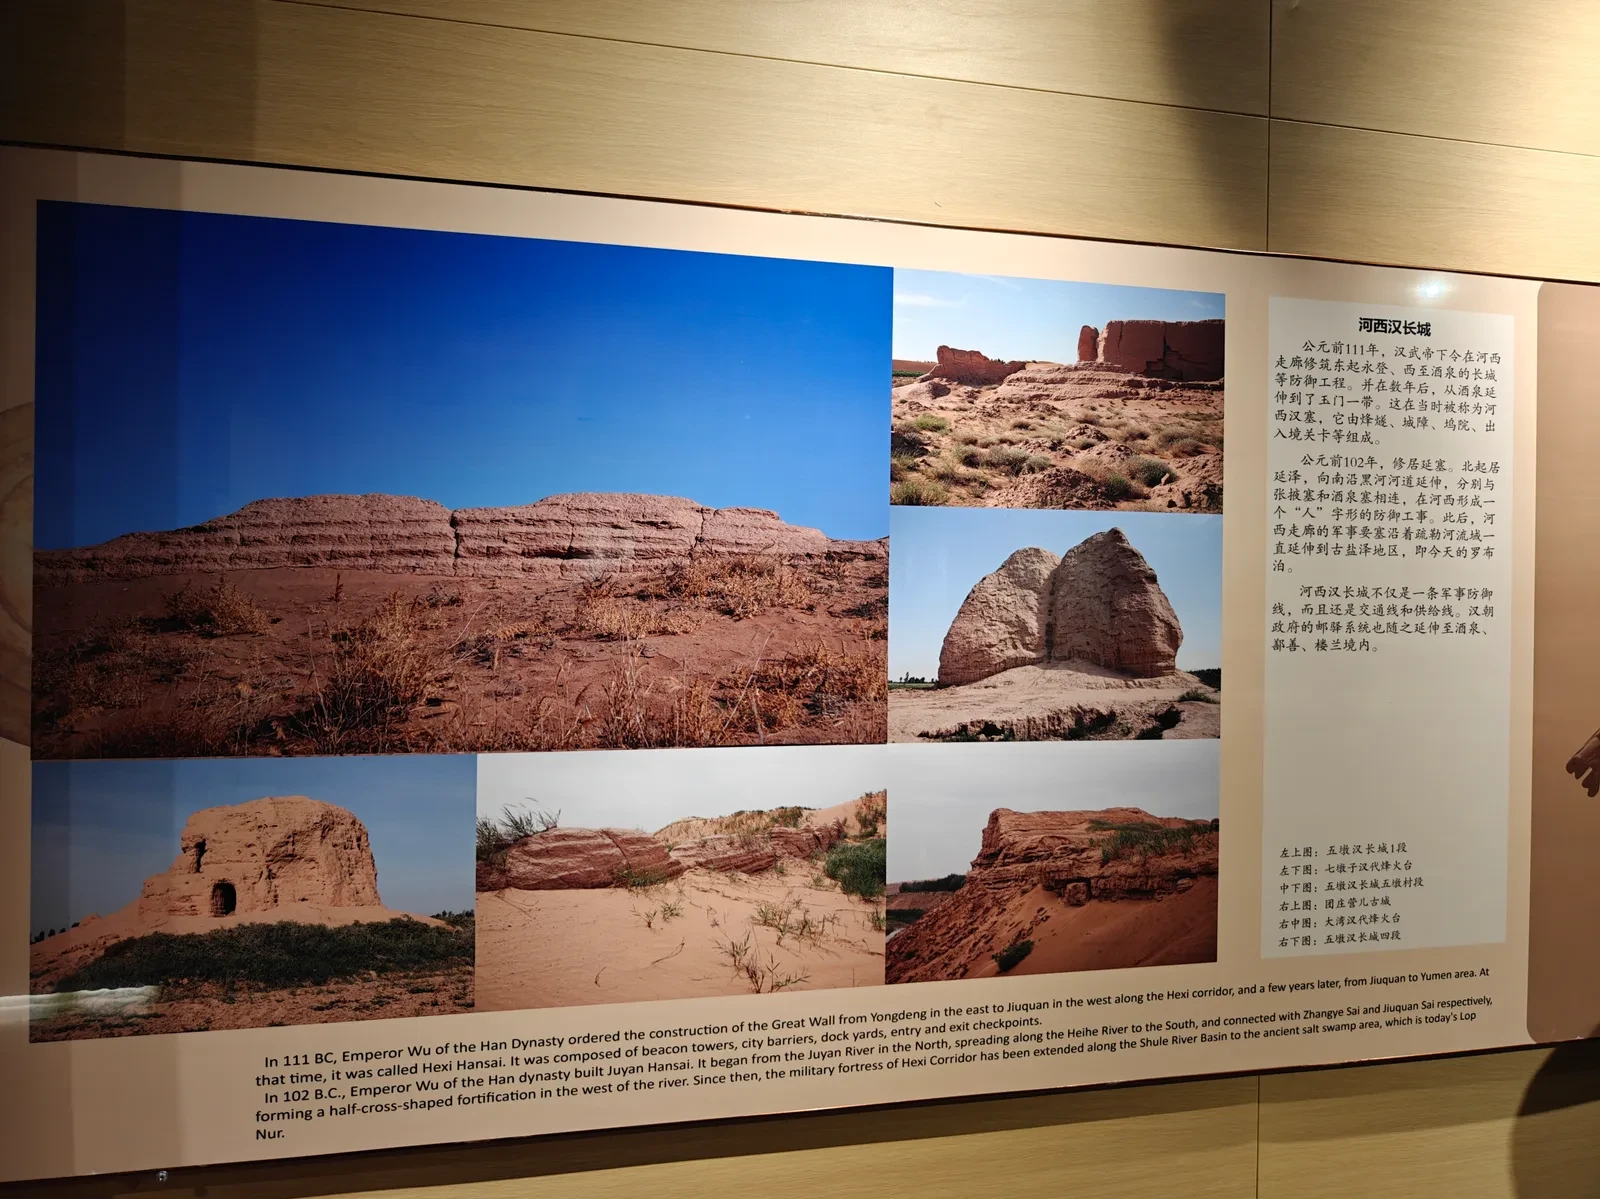 河西汉长城
公元前111年，汉武帝下令在河西
走廊修筑东起永登、西至酒泉的长城
等防御工程。并在数年后，从酒泉延
伸到了玉门一带。这在当时被称为河
西汉塞，它由烽燧、城障、坞院、出
入境关卡等组成。
公元前102年，修居延塞。北起居
延泽，向南沿黑河河道延伸，分别与
张掖塞和酒泉塞相连，在河西形成一
个“人”字形的防御工事。此后，河
西走廊的军事要塞沿着疏勒河流域一
直延伸到古盐泽地区，即今天的罗布
泊。
河西汉长城不仅是一条军事防御
线，而且还是交通线和供给线。汉朝
政府的邮驿系统也随之延伸至酒泉、
鄯善、楼兰境内。
左上图：五墩汉长城1段
左下图：七墩子汉代烽火台
中下图：五墩汉长城五墩村段
右上图：团庄营儿古城
右中图：大湾汉代烽火台
右下图：五墩汉长城四段
In 111 BC, Emperor Wu of the Han Dynasty ordered the construction of the Great Wall from Yongdeng in the east to Jiuquan in the west along the Hexi corridor, and a few years later, from Jiuquan to Yumen area. At
that time, it was called Hexi Hansai. It was composed of beacon towers, city barriers, dock yards, entry and exit checkpoints.
In 102 B.C., Emperor Wu of the Han dynasty built Juyan Hansai. It began from the Juyan River in the North, spreading along the Heihe River to the South, and connected with Zhangye Sai and Jiuquan Sai respectively,
forming a half-cross-shaped fortification in the west of the river. Since then, the military fortress of Hexi Corridor has been extended along the Shule River Basin to the ancient salt swamp area, which is today's Lop
Nur.